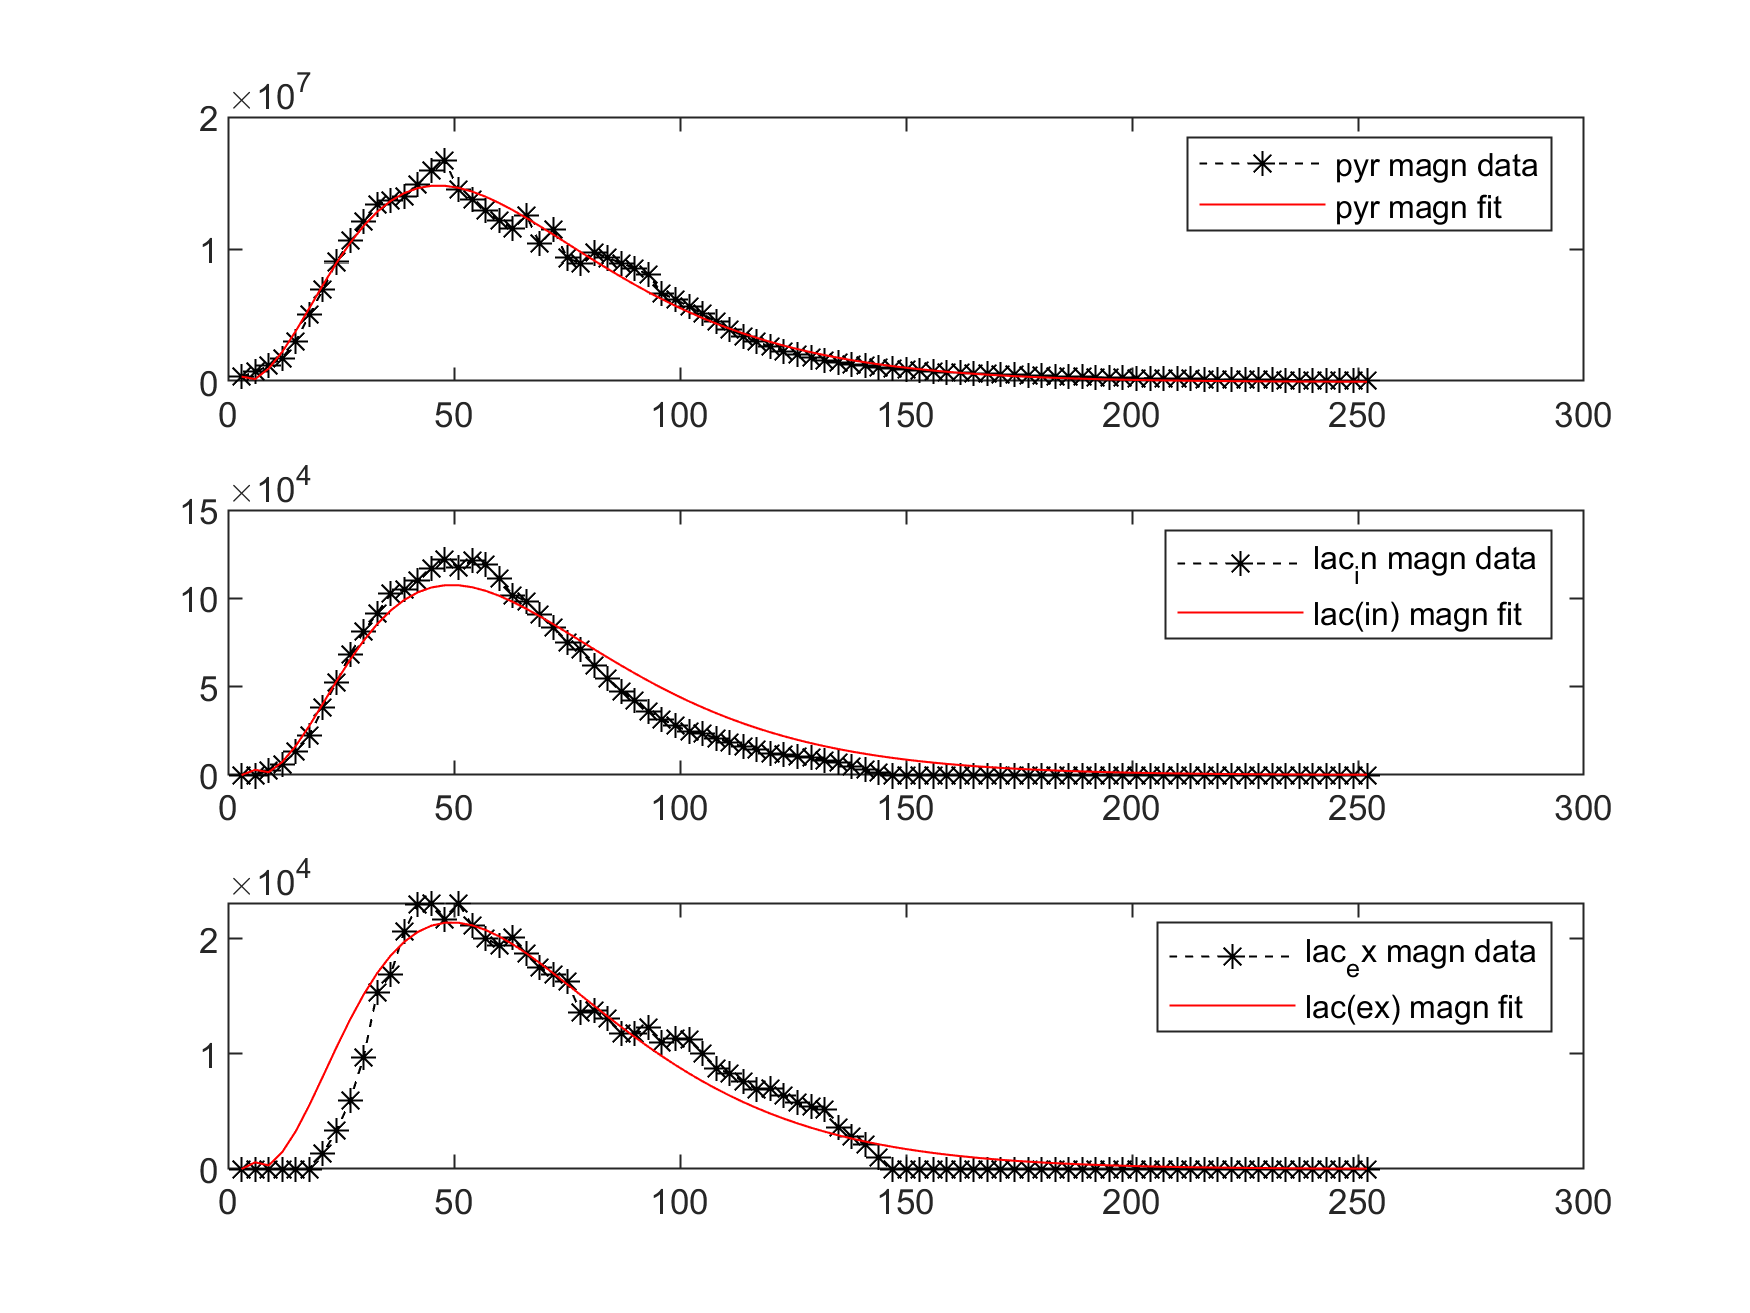 ×10^7
2
pyr magn data
pyr magn fit
1
0
0 50 100 150 200 250 300
×10^4
15
lac_in magn data
10
lac(in) magn fit
5
0
0 50 100 150 200 250 300
×10^4
lac_ex magn data
2
lac(ex) magn fit
1
0
0 50 100 150 200 250 300